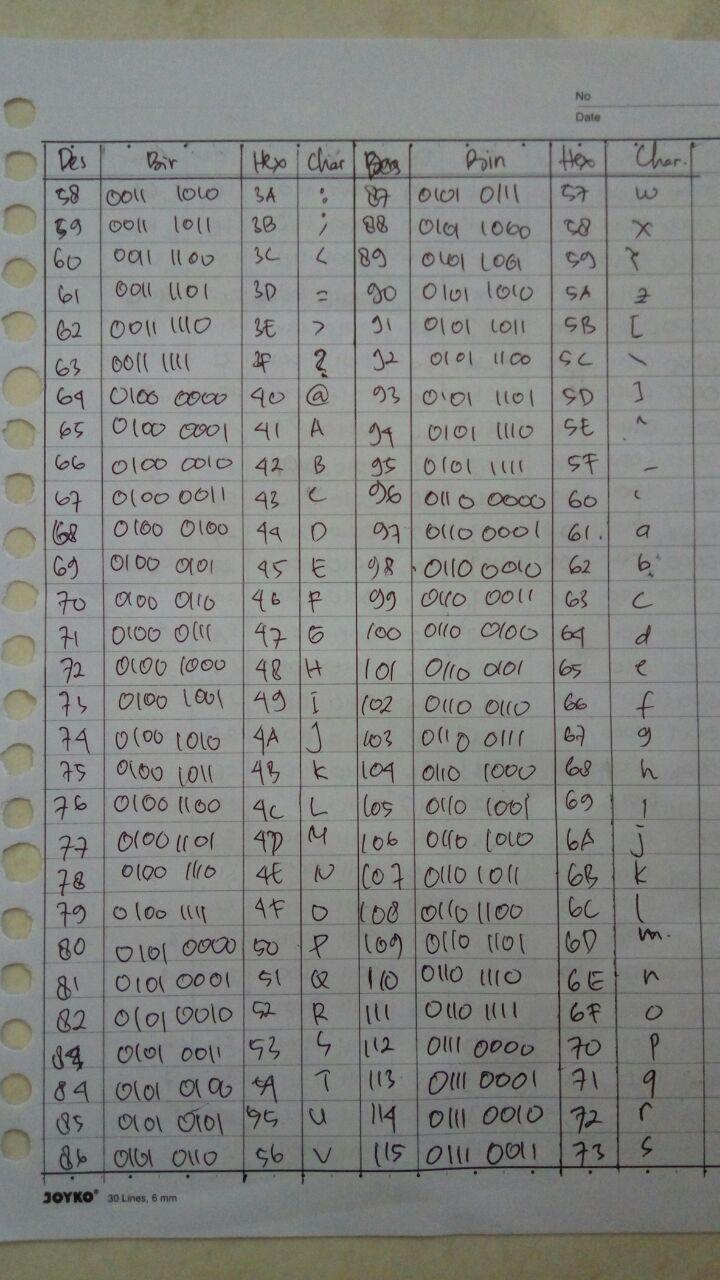 No
Date
Des Bir Hex Char Des Bin Hex Char.
58 0011 1010 3A : 87 0101 0111 57 w
59 0011 1011 3B ; 88 0101 1000 58 x
60 0011 1100 3C < 89 0101 1001 59
61 0011 1101 3D = 90 0101 1010 5A z
62 0011 1110 3E > 91 0101 1011 5B [
63 0011 1111 3F ? 92 0101 1100 5C \
64 0100 0000 40 @ 93 0101 1101 5D ]
65 0100 0001 41 A 94 0101 1110 5E ^
66 0100 0010 42 B 95 0101 1111 5F _
67 0100 0011 43 C 96 0110 0000 60 ‘
68 0100 0100 44 D 97 0110 0001 61. a
69 0100 0101 45 E 98 0110 0010 62 b
70 0100 0110 46 F 99 0110 0011 63 c
71 0100 0111 47 G 100 0110 0100 64 d
72 0100 1000 48 H 101 0110 0101 65 e
73 0100 1001 49 I 102 0110 0110 66 f
74 0100 1010 4A J 103 0110 0111 67 g
75 0100 1011 4B K 104 0110 1000 68 h
76 0100 1100 4C L 105 0110 1001 69 i
77 0100 1101 4D M 106 0110 1010 6A j
78 0100 1110 4E N 107 0110 1011 6B k
79 0100 1111 4F O 108 0110 1100 6C l
80 0101 0000 50 P 109 0110 1101 6D m.
81 0101 0001 51 Q 110 0110 1110 6E n
82 0101 0010 52 R 111 0110 1111 6F o
83 0101 0011 53 S 112 0111 0000 70 p
84 0101 0100 54 T 113 0111 0001 71 q
85 0101 0101 55 U 114 0111 0010 72 r
86 0101 0110 56 V 115 0111 0011 73 s
JOYKO® 30 Lines, 6 mm